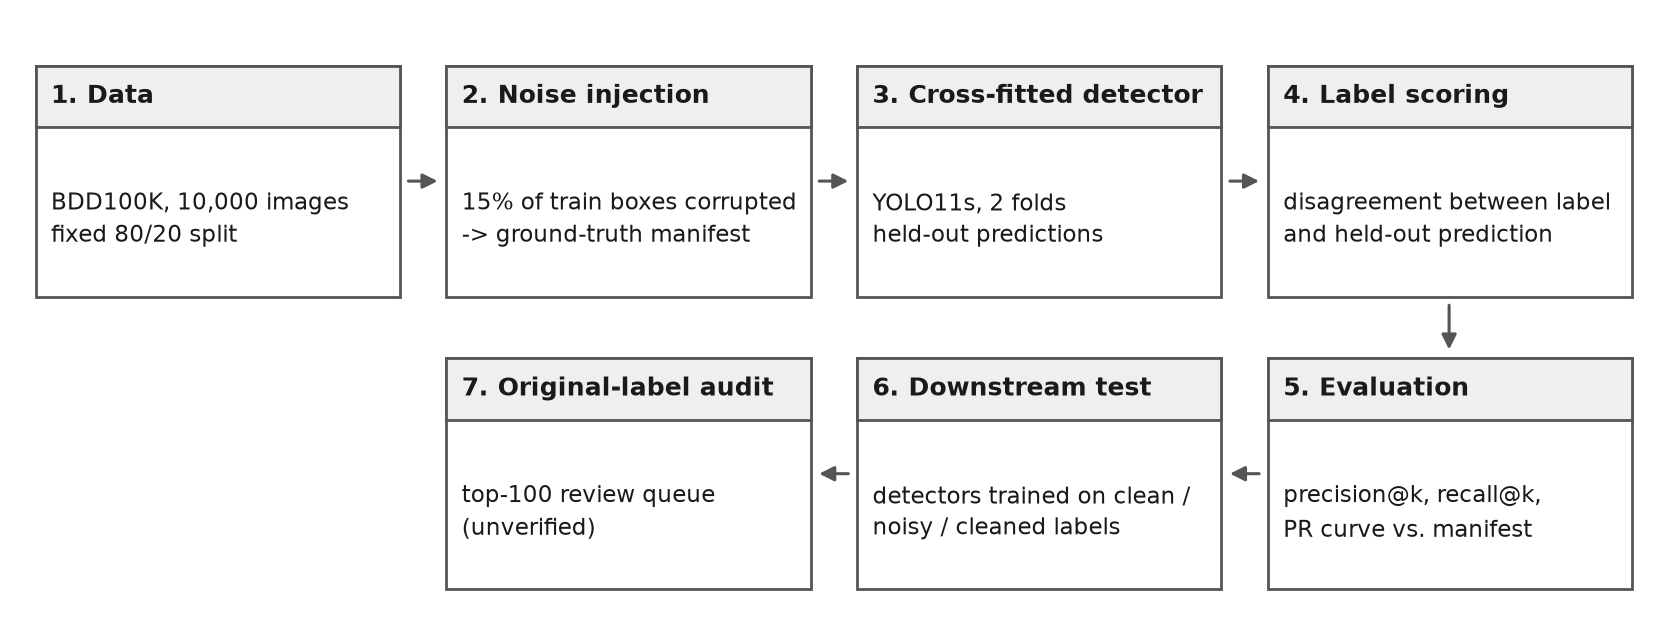 1. Data
BDD100K, 10,000 images
fixed 80/20 split
2. Noise injection
15% of train boxes corrupted
-> ground-truth manifest
3. Cross-fitted detector
YOLO11s, 2 folds
held-out predictions
4. Label scoring
disagreement between label
and held-out prediction
5. Evaluation
precision@k, recall@k,
PR curve vs. manifest
6. Downstream test
detectors trained on clean /
noisy / cleaned labels
7. Original-label audit
top-100 review queue
(unverified)